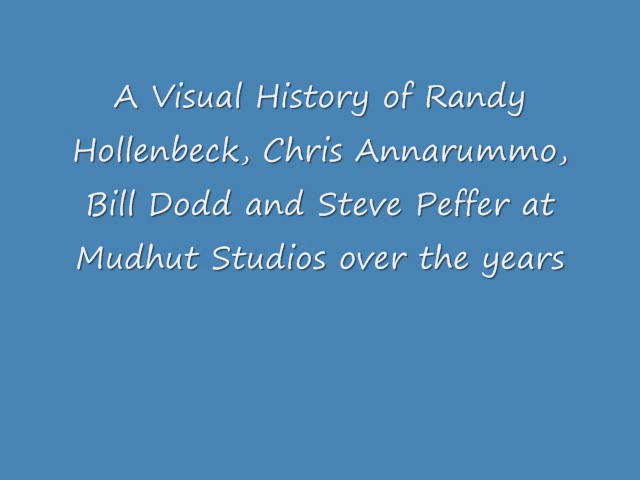 A Visual History of Randy
Hollenbeck, Chris Annarummo,
Bill Dodd and Steve Peffer at
Mudhut Studios over the years